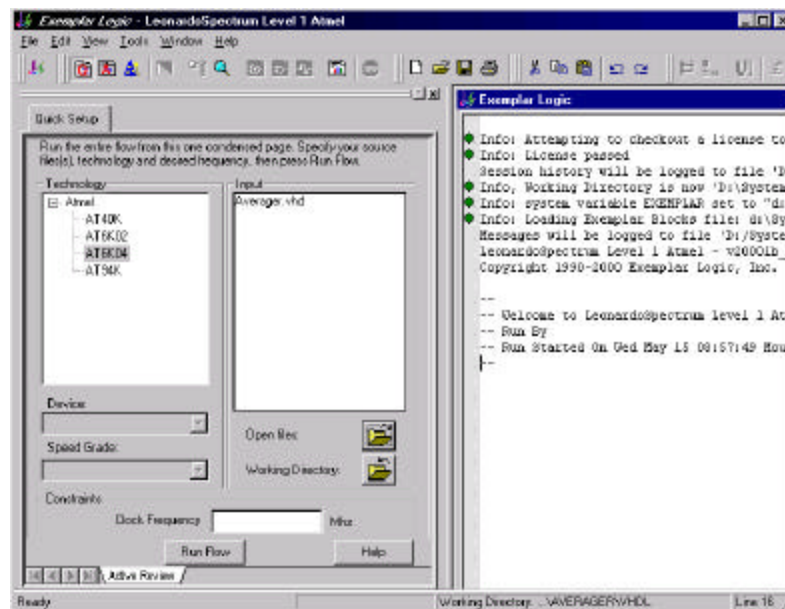 Exemplar Logic - LeonardoSpectrum Level 1 Atmel
File Edit View Tools Window Help
Quick Setup
Run the entire flow from this one condensed page. Specify your source
file(s), technology and desired frequency, then press Run Flow.
Technology
Atmel
AT40K
AT6K02
AT6K04
AT94K
Device:
Speed Grade:
Input
Averager.vhd
Open files:
Working Directory:
Constraints
Clock Frequency
Mhz
Run Flow
Help
Active Review
Exemplar Logic
Info: Attempting to checkout a license to
Info: License passed
Session history will be logged to file 'D
Info, Working Directory is now 'D:\System
Info: system variable EXEMPLAR set to "d:
Info: Loading Exemplar Blocks file: d:\Sy
Messages will be logged to file 'D:/Syste
LeonardoSpectrum Level 1 Atmel - v20001b_
Copyright 1990-2000 Exemplar Logic, Inc.
--
-- Welcome to LeonardoSpectrum Level 1 At
-- Run By
-- Run Started On Wed May 15 08:57:49 Mou
--
Ready
Working Directory: ...\AVERAGER\VHDL
Line 16